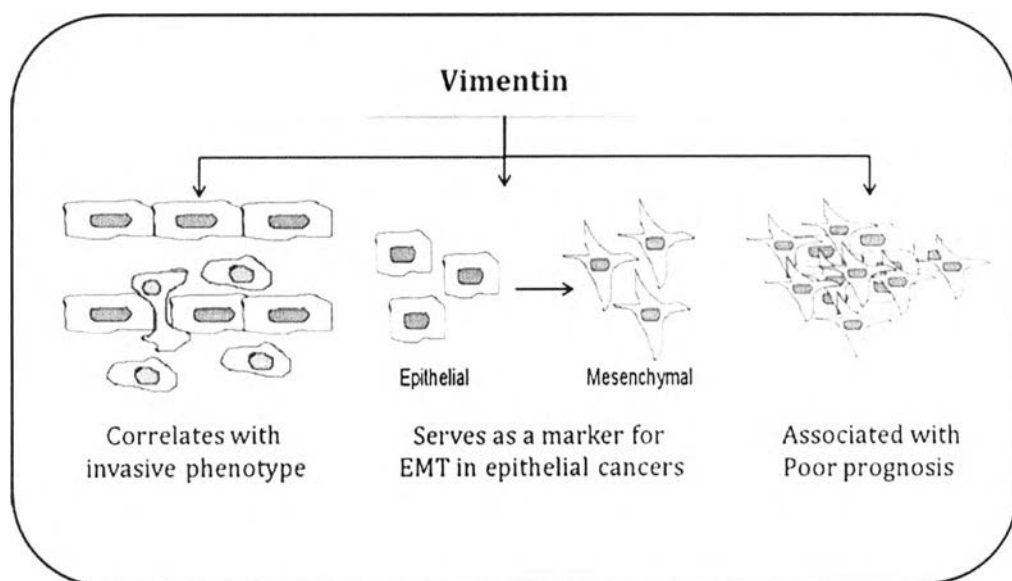 Vimentin
Epithelial
Mesenchymal
Correlates with
invasive phenotype
Serves as a marker for
EMT in epithelial cancers
Associated with
Poor prognosis